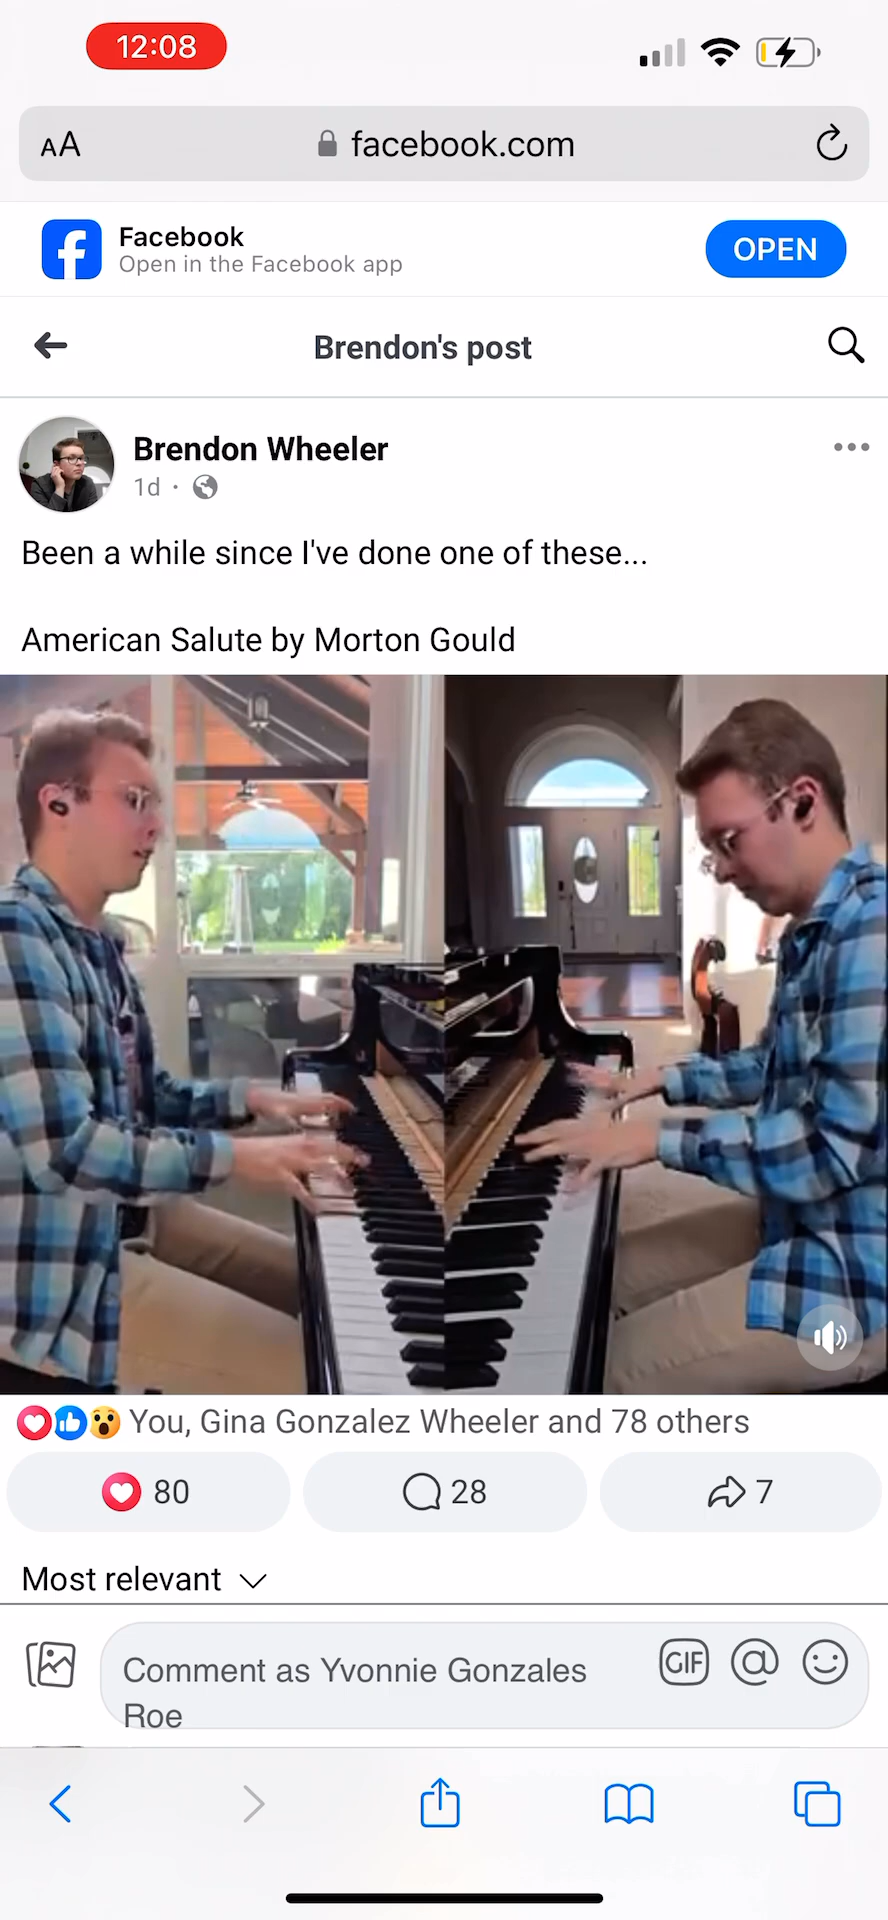 12:08
AA facebook.com
Facebook
Open in the Facebook app
OPEN
Brendon's post
Brendon Wheeler
1d ·
Been a while since I've done one of these...
American Salute by Morton Gould
You, Gina Gonzalez Wheeler and 78 others
80 28 7
Most relevant
Comment as Yvonnie Gonzales
Roe
GIF @